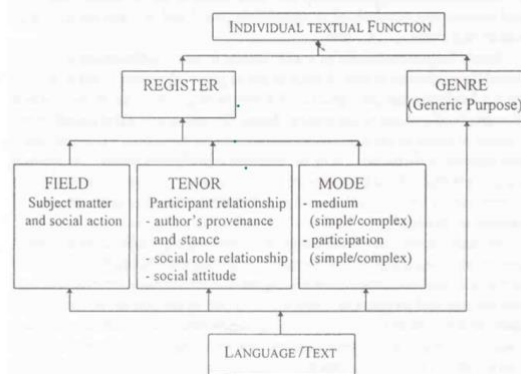 INDIVIDUAL TEXTUAL FUNCTION
REGISTER
GENRE
(Generic Purpose)
FIELD
Subject matter
and social action
TENOR
Participant relationship
- author's provenance
and stance
- social role relationship
- social attitude
MODE
- medium
(simple/complex)
- participation
(simple/complex)
LANGUAGE/TEXT